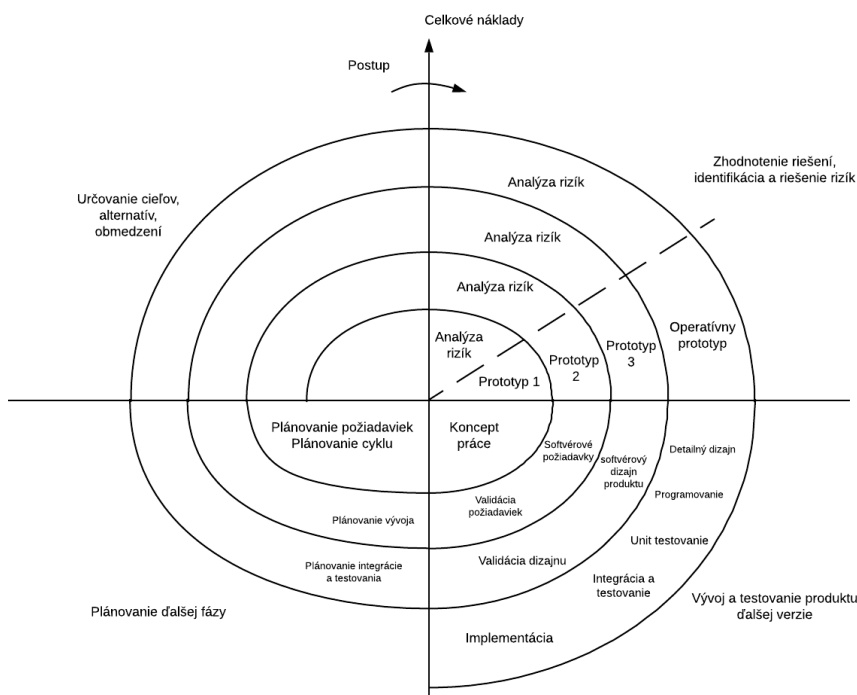 Celkové náklady
Postup
Zhodnotenie riešení,
identifikácia a riešenie rizík
Určovanie cieľov,
alternatív,
obmedzení
Analýza rizík
Analýza rizík
Analýza rizík
Analýza
rizík
Prototyp 1
Prototyp
2
Prototyp
3
Operatívny
prototyp
Plánovanie požiadaviek
Plánovanie cyklu
Koncept
práce
Softvérové
požiadavky
softvérový
dizajn
produktu
Detailný dizajn
Programovanie
Unit testovanie
Integrácia a
testovanie
Implementácia
Validácia
požiadaviek
Validácia dizajnu
Plánovanie vývoja
Plánovanie integrácie
a testovania
Plánovanie ďalšej fázy
Vývoj a testovanie produktu
ďalšej verzie